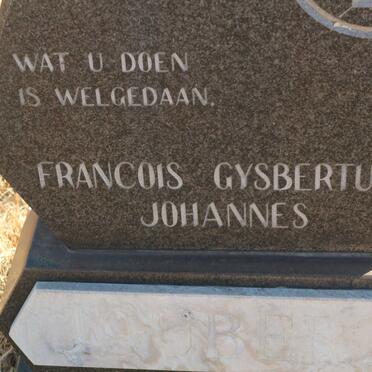 WAT U DOEN
IS WELGEDAAN.
FRANCOIS GYSBERTU
JOHANNES